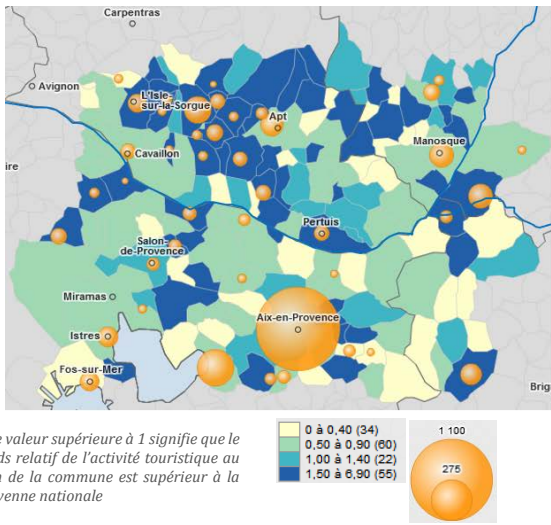 Carpentras
Avignon
L'Isle-
sur-la-Sorgue
Apt
Manosque
Cavaillon
ire
Pertuis
Salon-
de-Provence
Miramas
Aix-en-Provence
Istres
Fos-sur-Mer
Brig
e valeur supérieure à 1 signifie que le
ds relatif de l'activité touristique au
de la commune est supérieur à la
yenne nationale
0 à 0,40 (34)
0,50 à 0,90 (60)
1,00 à 1,40 (22)
1,50 à 6,90 (55)
1 100
275